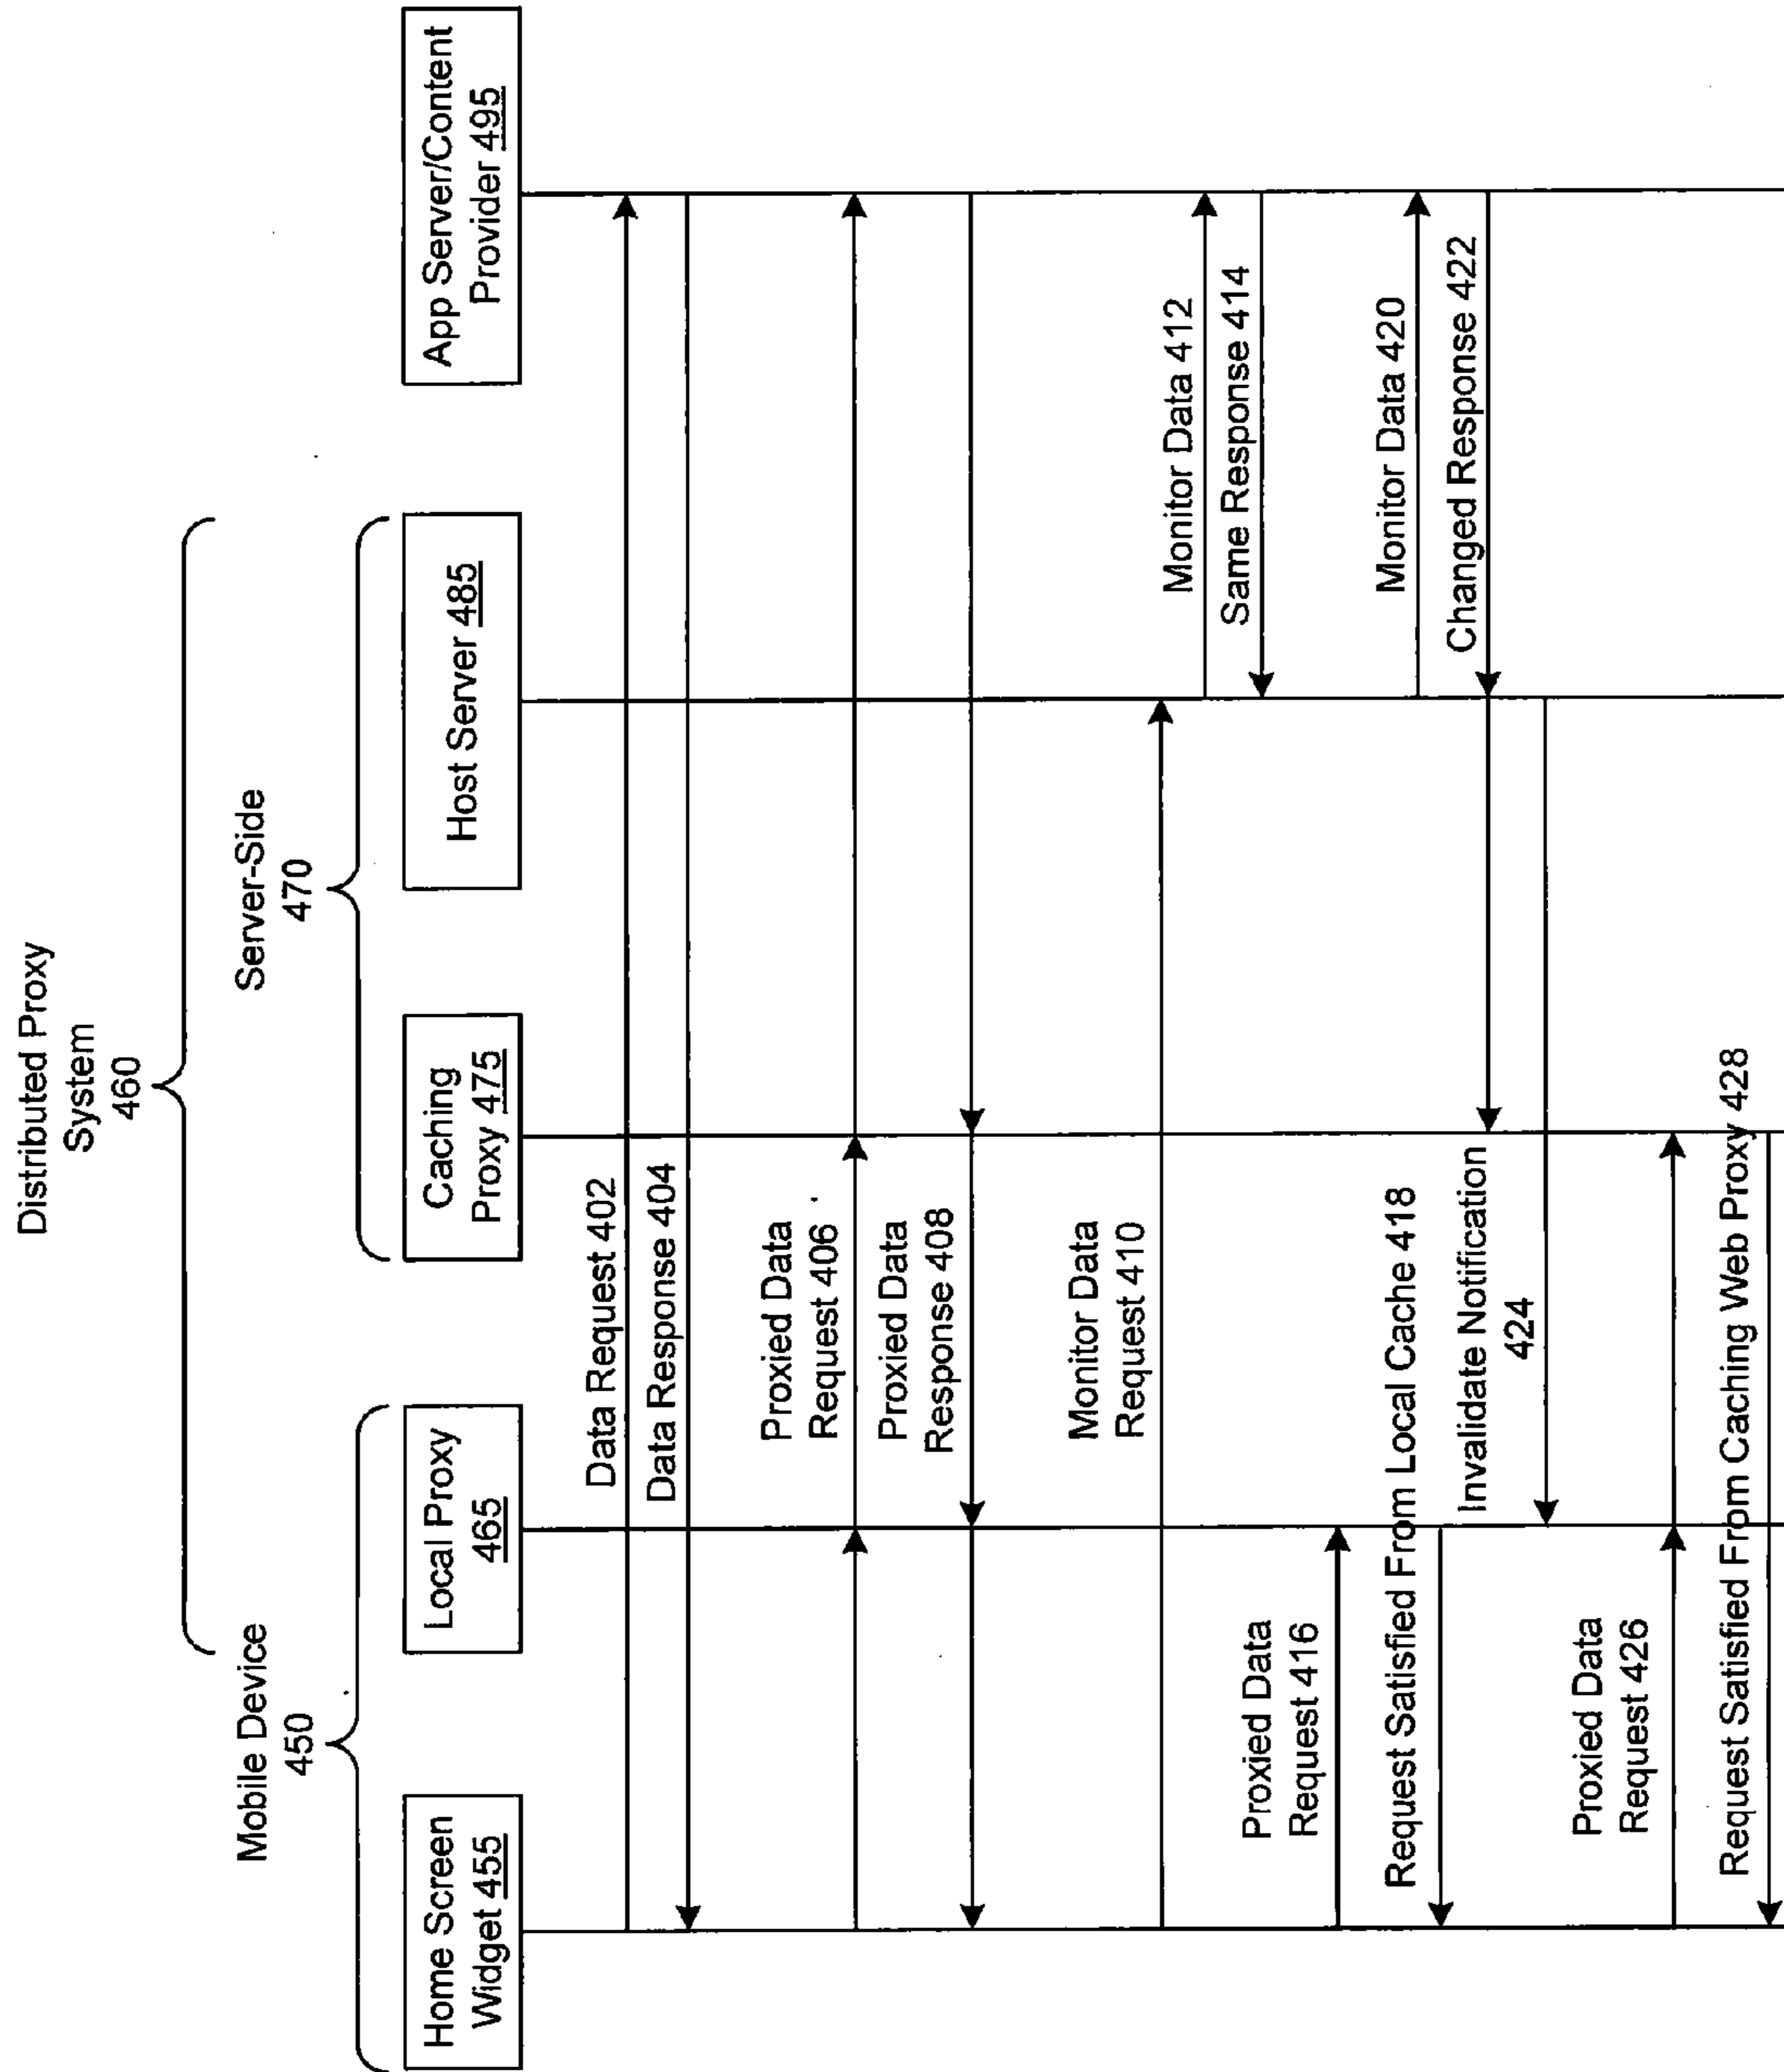 Distributed Proxy
System
460
Mobile Device
450
Server-Side
470
Home Screen
Widget 455
Local Proxy
465
Caching
Proxy 475
Host Server 485
App Server/Content
Provider 495
Data Request 402
Data Response 404
Proxied Data
Request 406
Proxied Data
Response 408
Monitor Data
Request 410
Monitor Data 412
Same Response 414
Proxied Data
Request 416
Request Satisfied From Local Cache 418
Monitor Data 420
Changed Response 422
Invalidate Notification
424
Proxied Data
Request 426
Request Satisfied From Caching Web Proxy 428